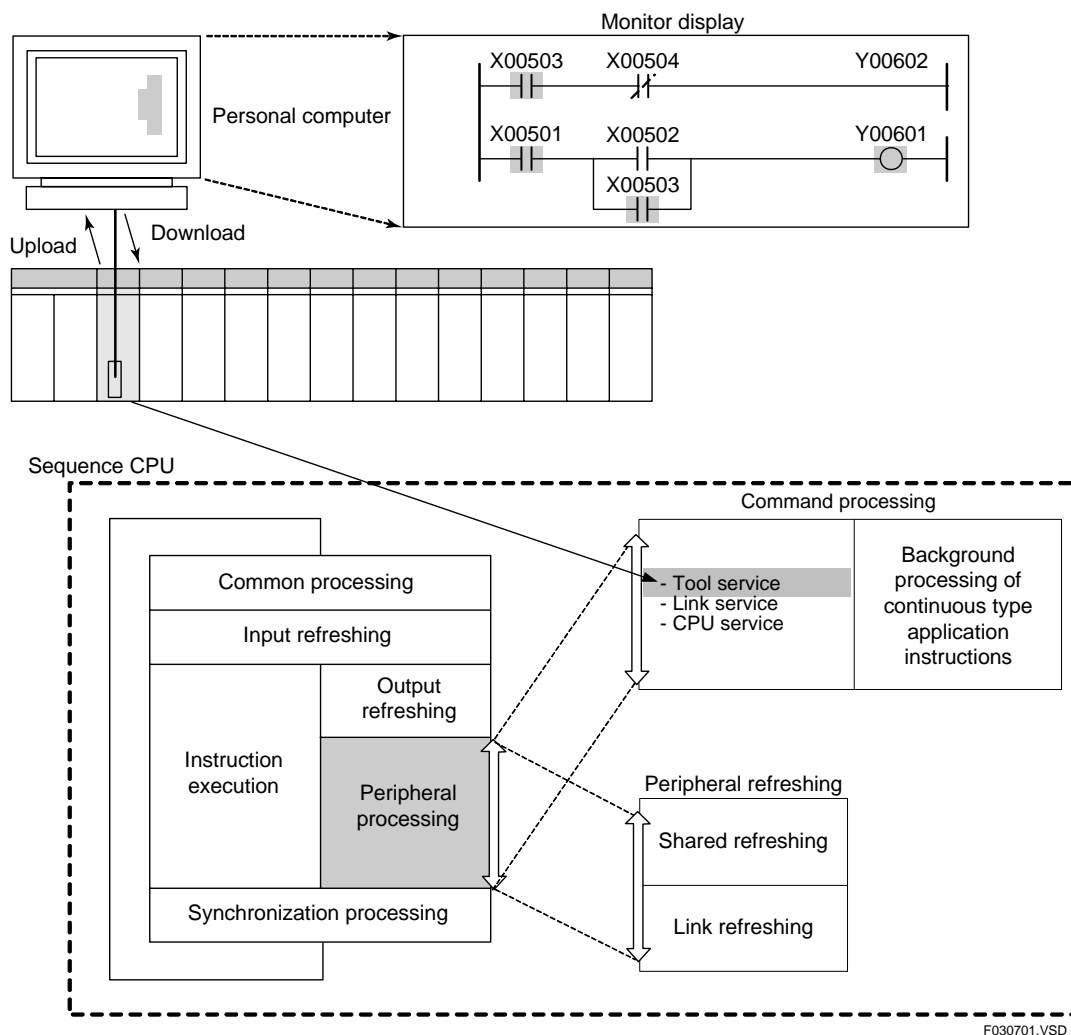 Monitor display
X00503
X00504
Y00602
Personal computer
X00501
X00502
Y00601
X00503
Upload
Download
Sequence CPU
Command processing
Common processing
Input refreshing
Output
refreshing
Instruction
execution
Peripheral
processing
Synchronization processing
- Tool service
- Link service
- CPU service
Background
processing of
continuous type
application
instructions
Peripheral refreshing
Shared refreshing
Link refreshing
F030701.VSD